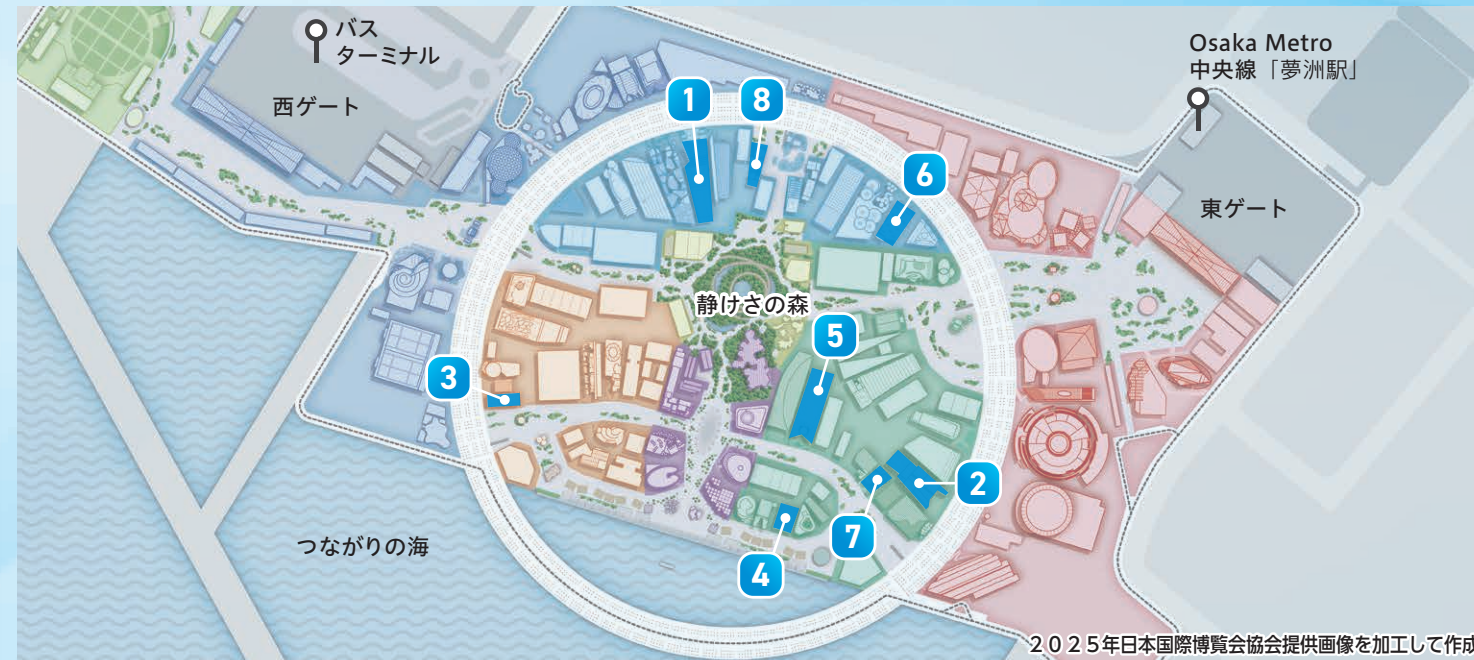 バス
ターミナル
西ゲート
Osaka Metro
中央線「夢洲駅」
1
8
6
東ゲート
静けさの森
5
3
2
7
4
つながりの海
2025年日本国際博覧会協会提供画像を加工して作成